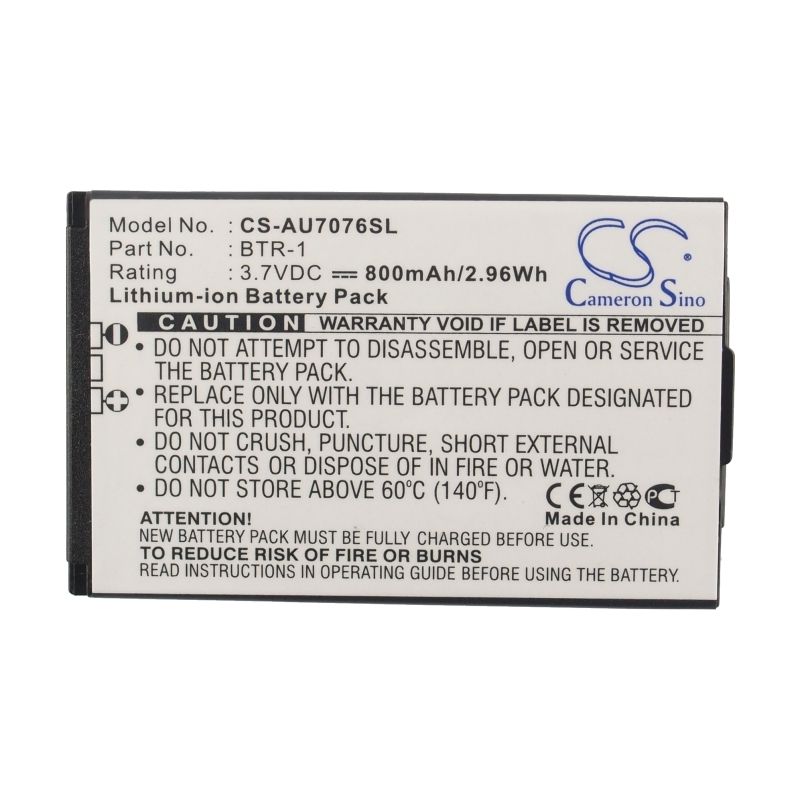 Model No. : CS-AU7076SL
Part No. : BTR-1
Rating : 3.7VDC 800mAh/2.96Wh
Lithium-ion Battery Pack
CS
®
Cameron Sino
CAUTION WARRANTY VOID IF LABEL IS REMOVED
• DO NOT ATTEMPT TO DISASSEMBLE, OPEN OR SERVICE
THE BATTERY PACK.
• REPLACE ONLY WITH THE BATTERY PACK DESIGNATED
FOR THIS PRODUCT.
• DO NOT CRUSH, PUNCTURE, SHORT EXTERNAL
CONTACTS OR DISPOSE IN FIRE OR WATER.
• DO NOT STORE ABOVE 60°C (140°F).
CE PCT
Made In China
ATTENTION:
NEW BATTERY PACK MUST BE FULLY CHARGED BEFORE USE
TO REDUCE RISK OF FIRE OR BURNS
READ INSTRUCTIONS IN OPERATING GUIDE BEFORE USING THE BATTERY.